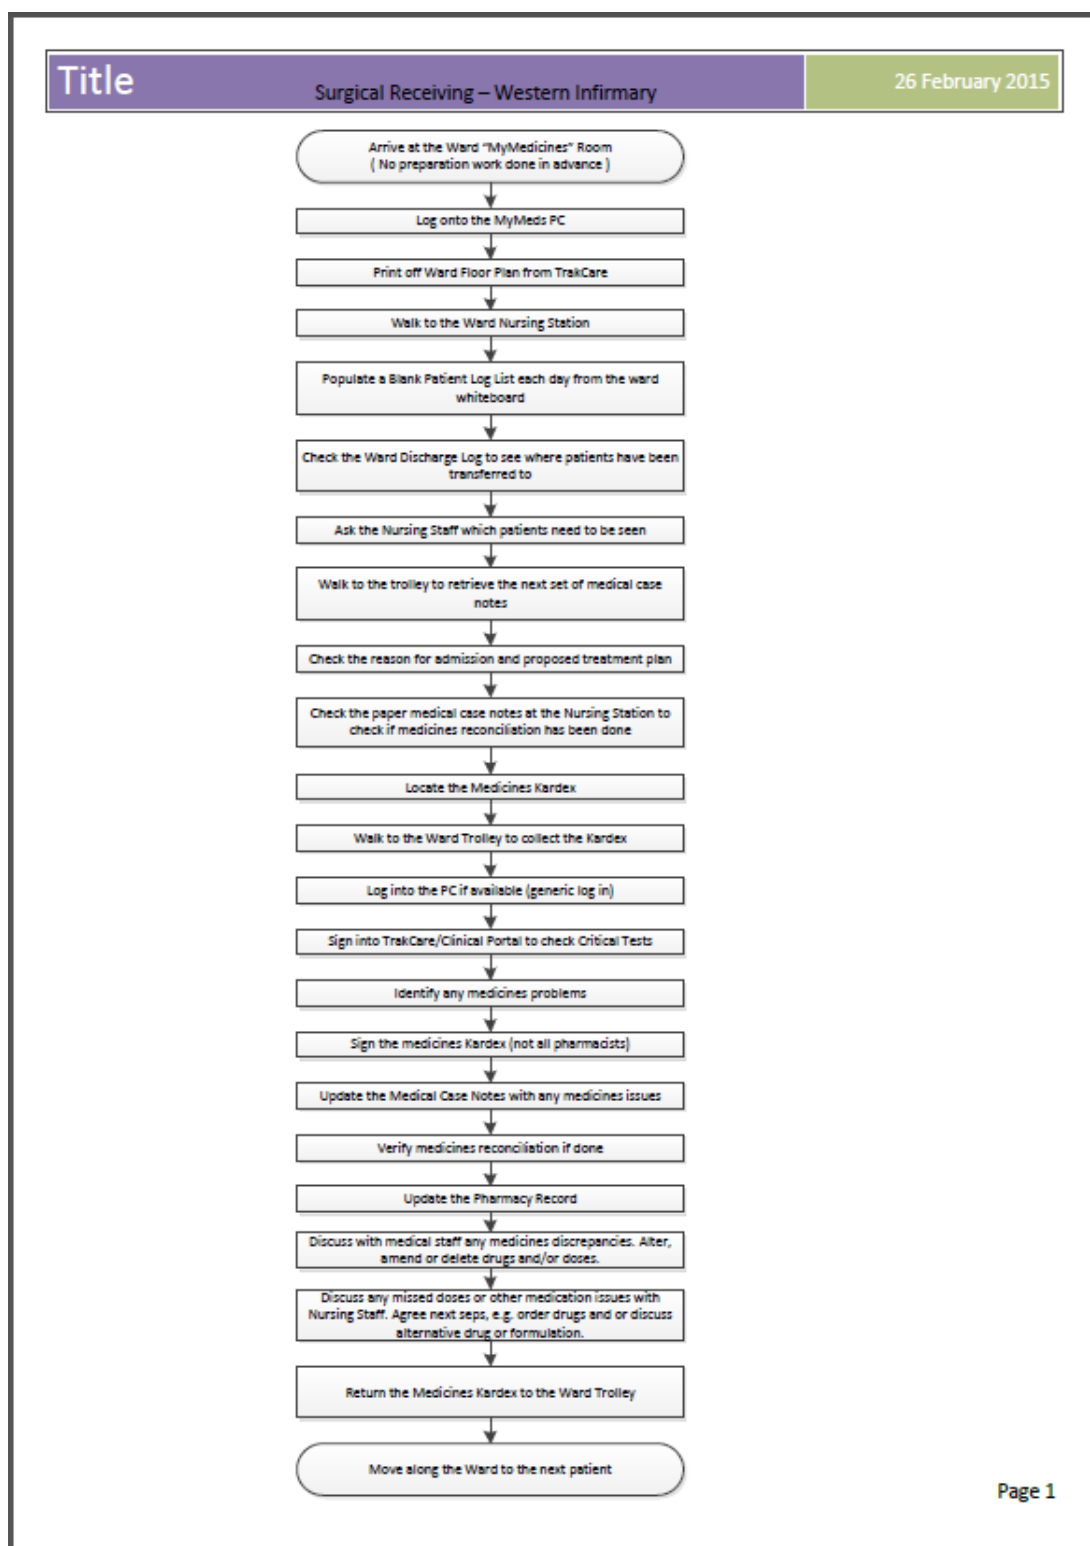 Title
Surgical Receiving – Western Infirmary
26 February 2015
Arrive at the Ward “MyMedicines” Room
( No preparation work done in advance )
Log onto the MyMeds PC
Print off Ward Floor Plan from TrakCare
Walk to the Ward Nursing Station
Populate a Blank Patient Log List each day from the ward
whiteboard
Check the Ward Discharge Log to see where patients have been
transferred to
Ask the Nursing Staff which patients need to be seen
Walk to the trolley to retrieve the next set of medical case
notes
Check the reason for admission and proposed treatment plan
Check the paper medical case notes at the Nursing Station to
check if medicines reconciliation has been done
Locate the Medicines Kardex
Walk to the Ward Trolley to collect the Kardex
Log into the PC if available (generic log in)
Sign into TrakCare/Clinical Portal to check Critical Tests
Identify any medicines problems
Sign the medicines Kardex (not all pharmacists)
Update the Medical Case Notes with any medicines issues
Verify medicines reconciliation if done
Update the Pharmacy Record
Discuss with medical staff any medicines discrepancies. Alter,
amend or delete drugs and/or doses.
Discuss any missed doses or other medication issues with
Nursing Staff. Agree next seps, e.g. order drugs and or discuss
alternative drug or formulation.
Return the Medicines Kardex to the Ward Trolley
Move along the Ward to the next patient
Page 1